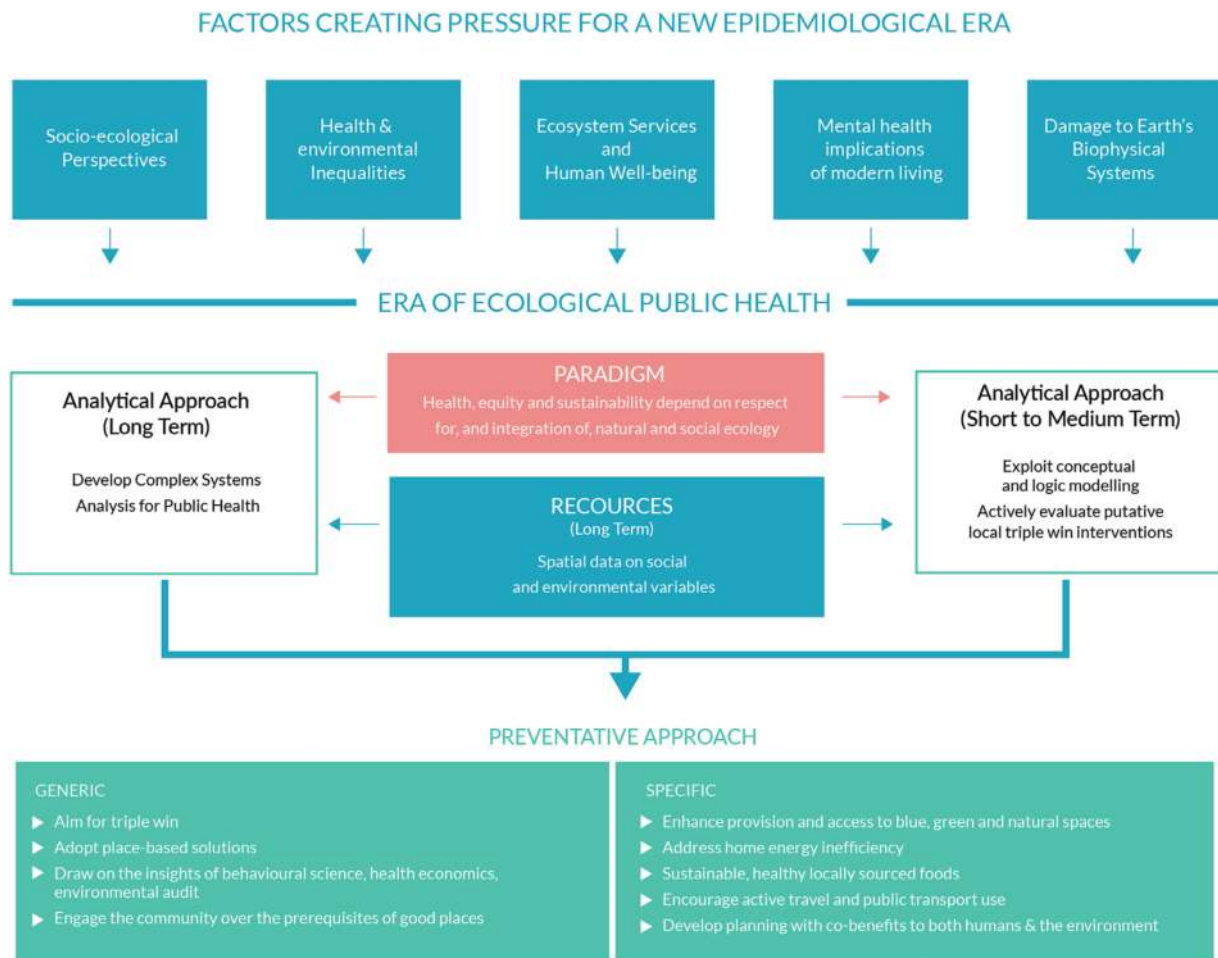 FACTORS CREATING PRESSURE FOR A NEW EPIDEMIOLOGICAL ERA
Socio-ecological
Perspectives
Health &
environmental
Inequalities
Ecosystem Services
and
Human Well-being
Mental health
implications
of modern living
Damage to Earth's
Biophysical
Systems
ERA OF ECOLOGICAL PUBLIC HEALTH
Analytical Approach
(Long Term)
Develop Complex Systems
Analysis for Public Health
PARADIGM
Health, equity and sustainability depend on respect
for, and integration of, natural and social ecology
RECOURCES
(Long Term)
Spatial data on social
and environmental variables
Analytical Approach
(Short to Medium Term)
Exploit conceptual
and logic modelling
Actively evaluate putative
local triple win interventions
PREVENTATIVE APPROACH
GENERIC
▶ Aim for triple win
▶ Adopt place-based solutions
▶ Draw on the insights of behavioural science, health economics,
environmental audit
▶ Engage the community over the prerequisites of good places
SPECIFIC
▶ Enhance provision and access to blue, green and natural spaces
▶ Address home energy inefficiency
▶ Sustainable, healthy locally sourced foods
▶ Encourage active travel and public transport use
▶ Develop planning with co-benefits to both humans & the environment